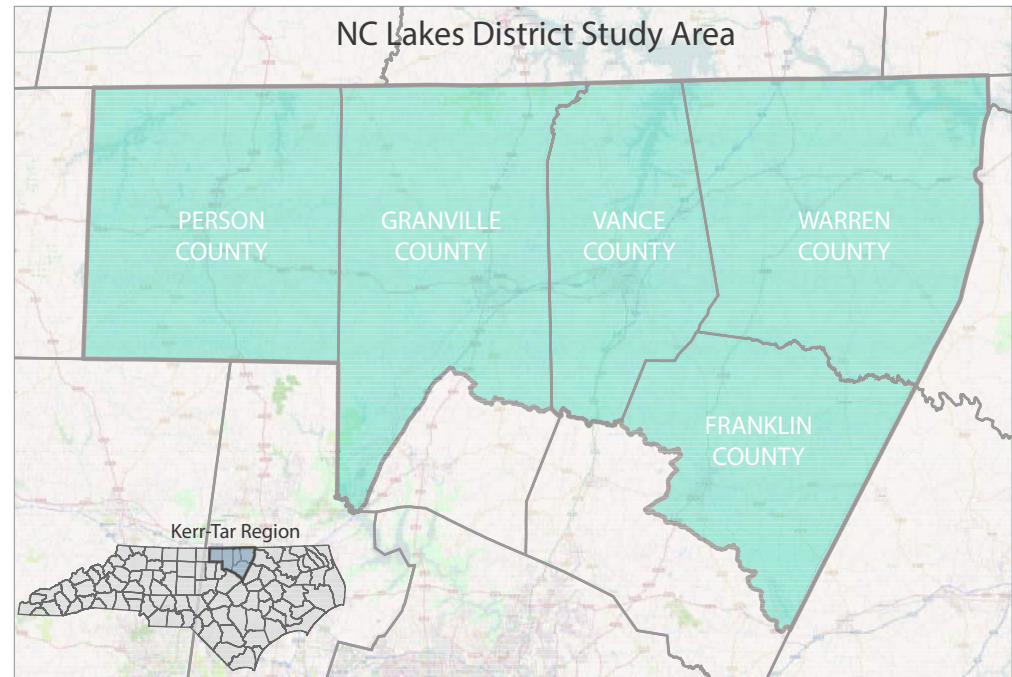 NC Lakes District Study Area
PERSON
COUNTY
GRANVILLE
COUNTY
VANCE
COUNTY
WARREN
COUNTY
FRANKLIN
COUNTY
Kerr-Tar Region